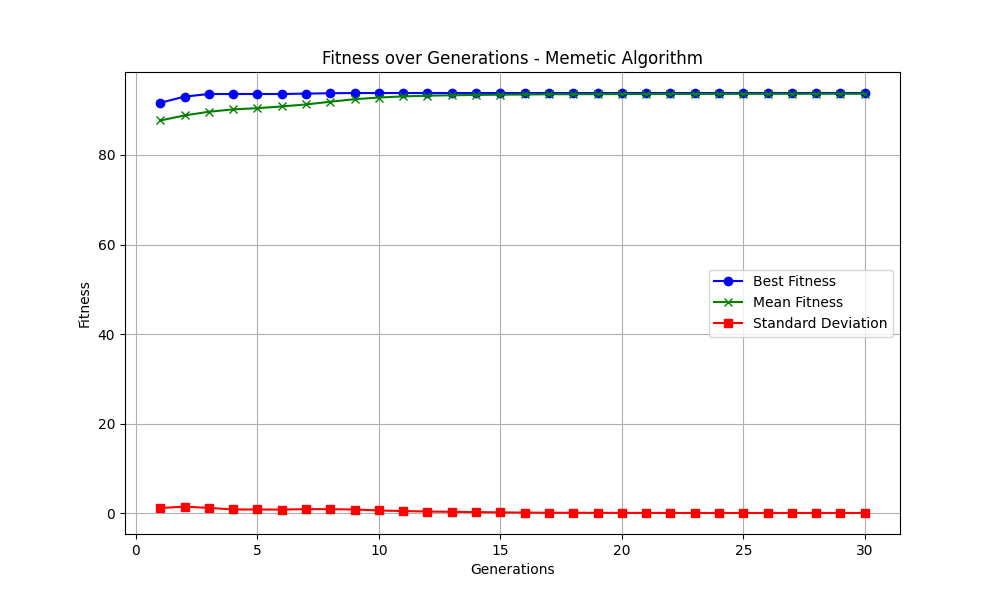 Fitness over Generations - Memetic Algorithm
80
60
40
20
0
Fitness
Best Fitness
Mean Fitness
Standard Deviation
0 5 10 15 20 25 30
Generations